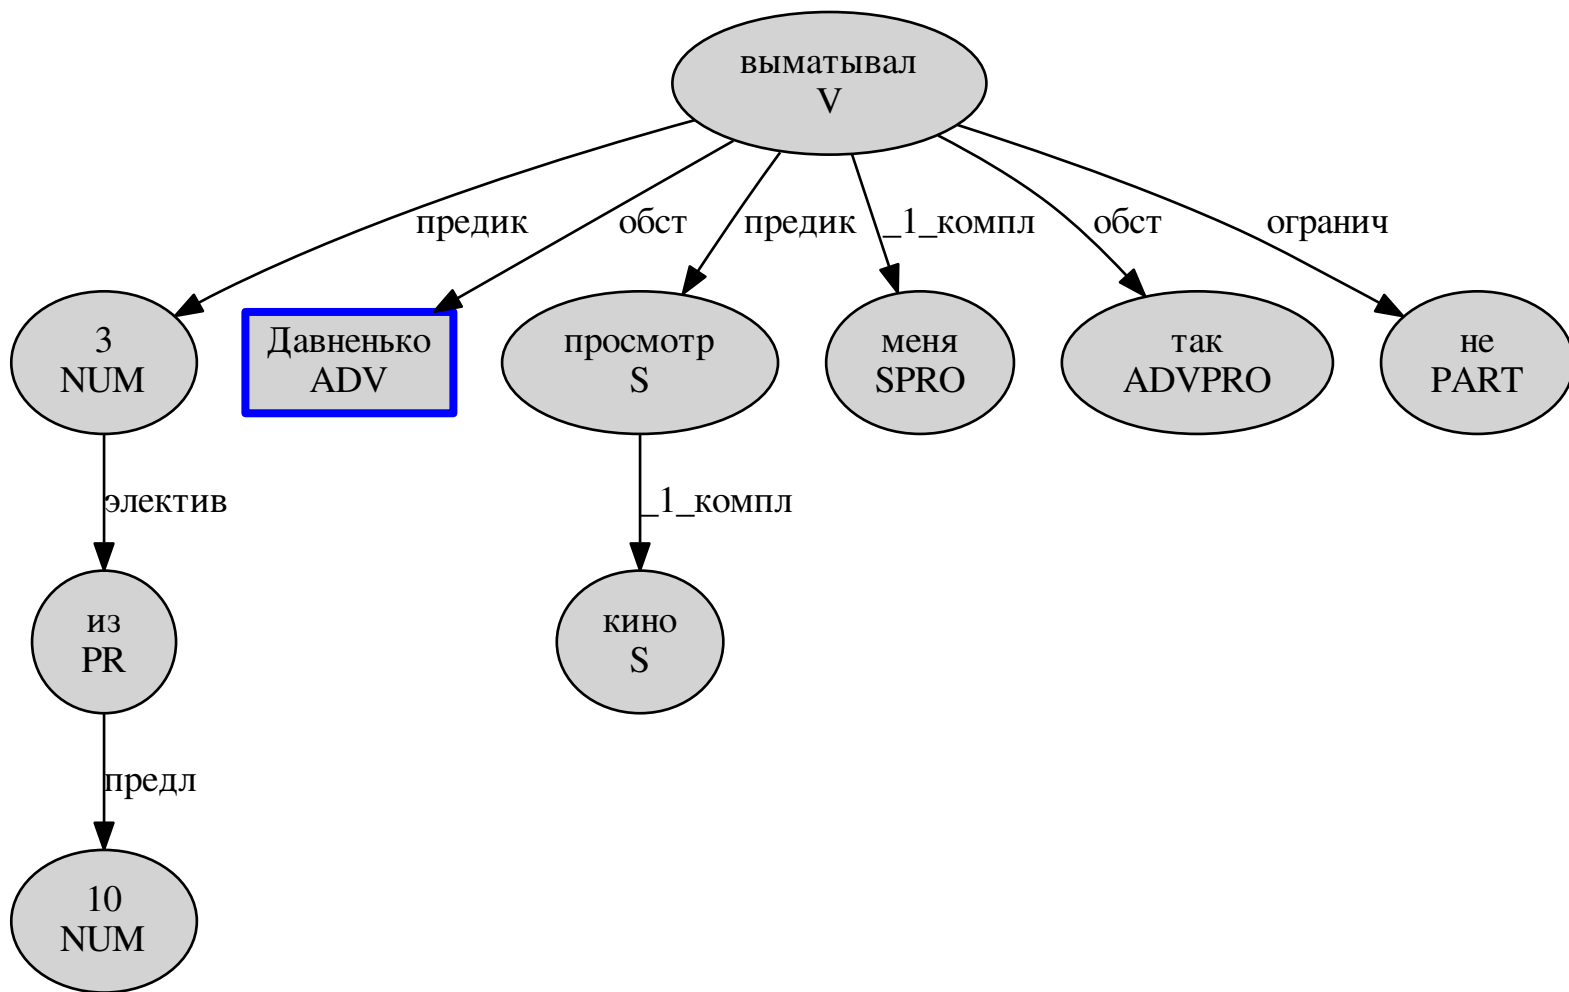 выматывал
V
предик
обст
предик
_1_компл
обст
огранич
3
NUM
Давненько
ADV
просмотр
S
меня
SPRO
так
ADVPRO
не
PART
электив
_1_компл
из
PR
кино
S
предл
10
NUM